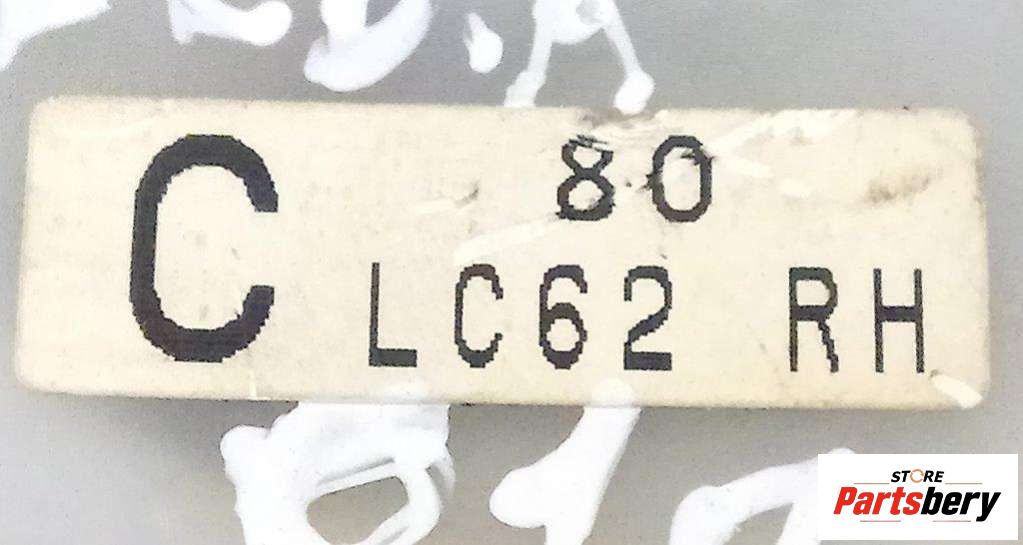 C
80
LC62 RH
STORE
Partsbery